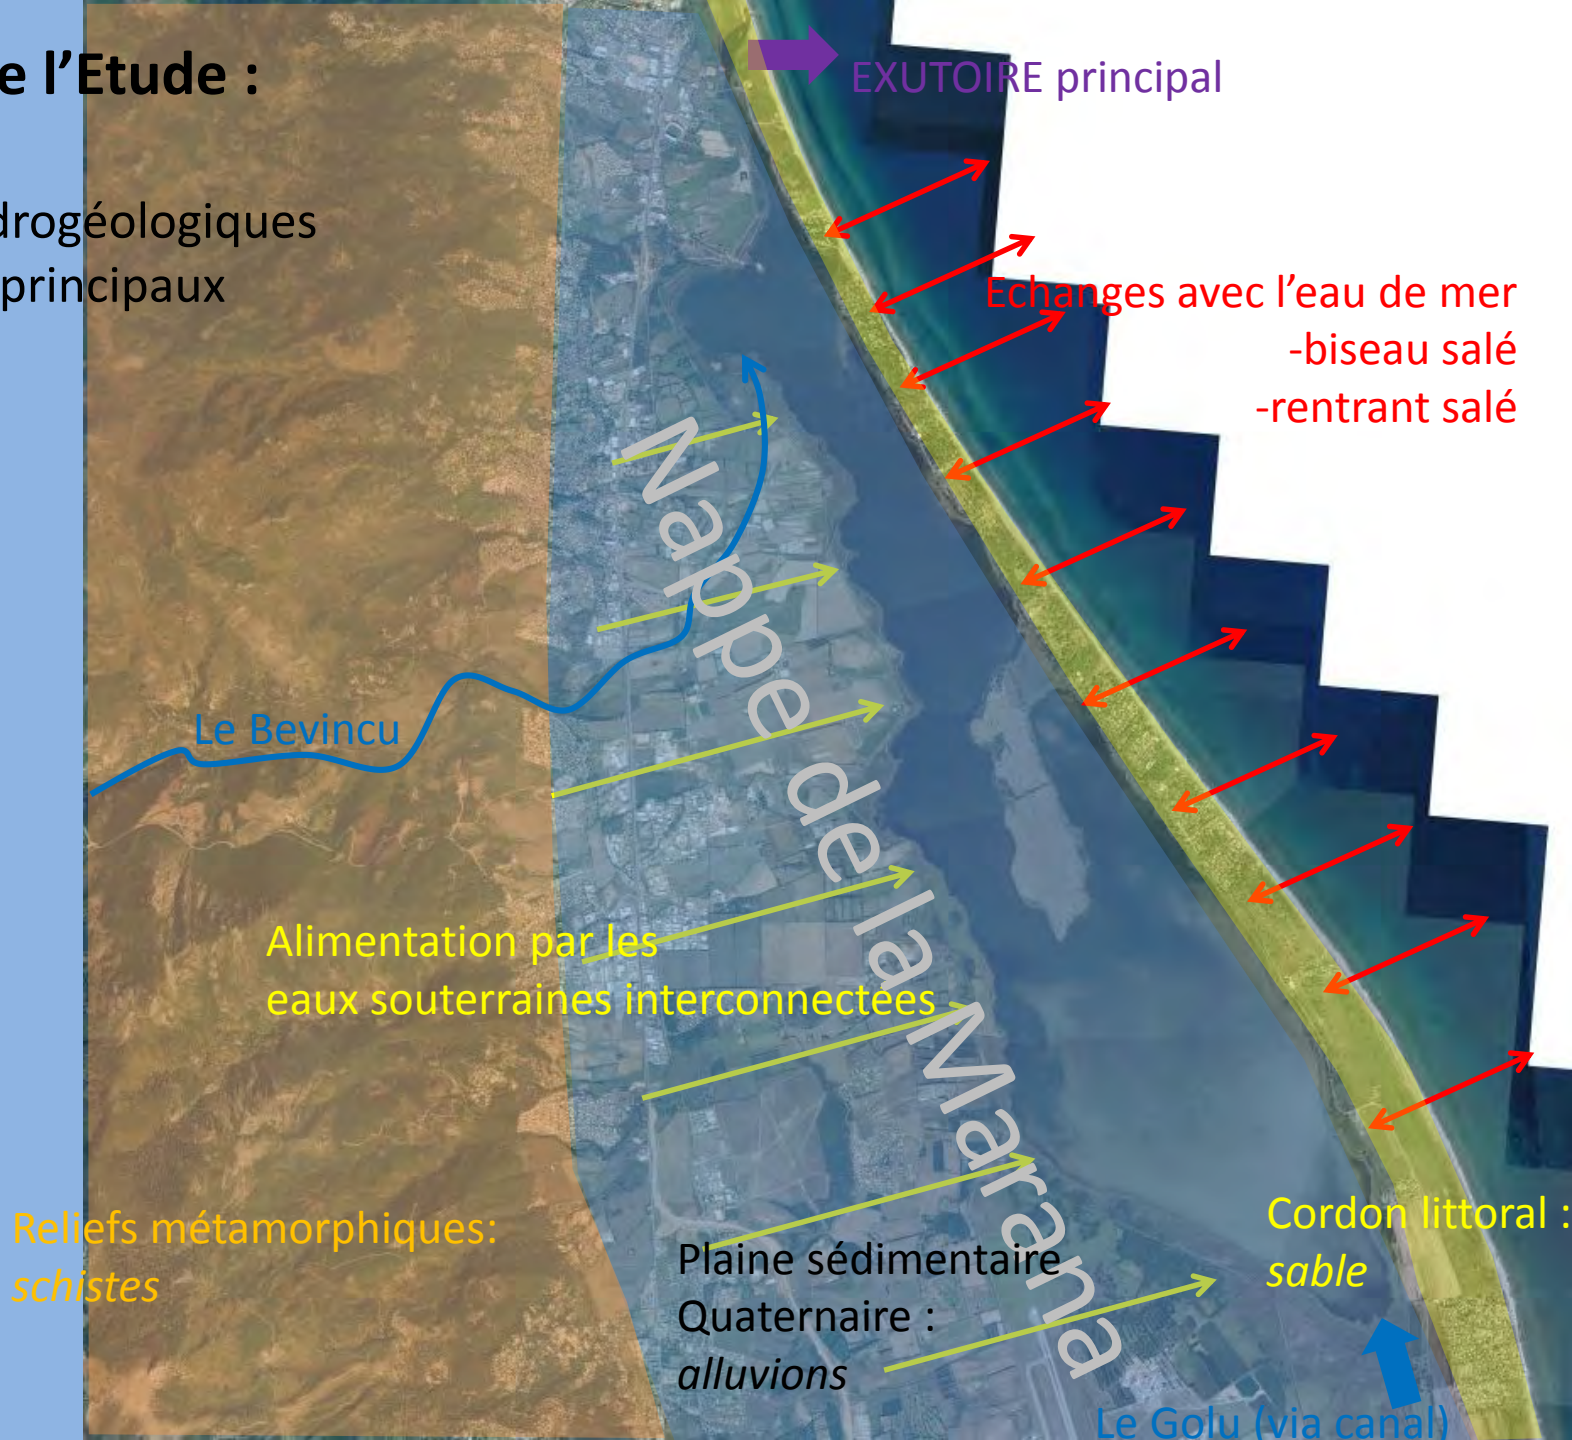 e l'Etude :
EXUTOIRE principal
drogéologiques
principaux
Echanges avec l'eau de mer
-biseau salé
-rentrant salé
Nappe de la Marana
Le Bevincu
Alimentation par les
eaux souterraines interconnectées
Reliefs métamorphiques:
schistes
Plaine sédimentaire
Quaternaire :
alluvions
Cordon littoral :
sable
Le Golu (via canal)